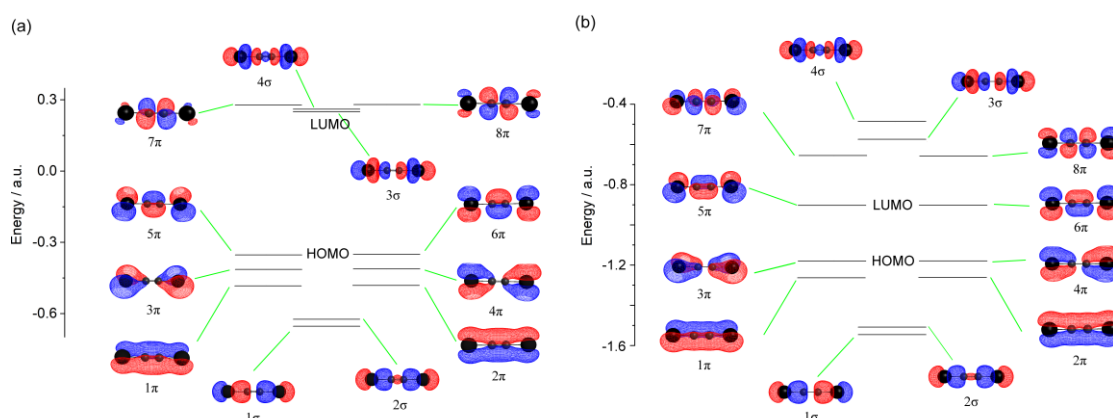 (a)
4σ
0.3
7π
LUMO
8π
0.0
3σ
Energy / a.u.
5π
HOMO
6π
-0.3
3π
4π
-0.6
1π
2π
1σ
2σ
(b)
4σ
3σ
-0.4
7π
8π
-0.8
5π
LUMO
6π
Energy / a.u.
-1.2
3π
HOMO
4π
1π
2π
-1.6
1σ
2σ